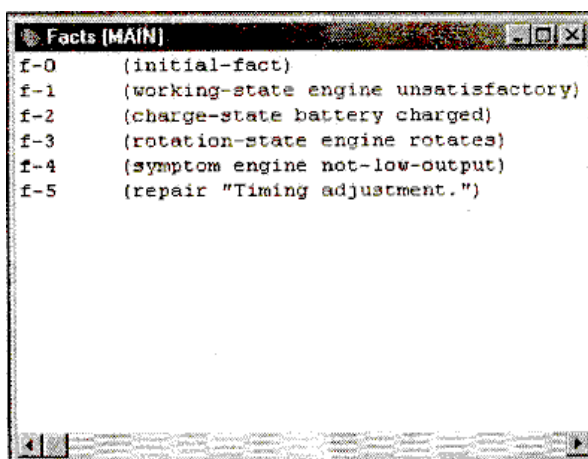 Facts (MAIN)
f-0 (initial-fact)
f-1 (working-state engine unsatisfactory)
f-2 (charge-state battery charged)
f-3 (rotation-state engine rotates)
f-4 (symptom engine not-low-output)
f-5 (repair "Timing adjustment.")